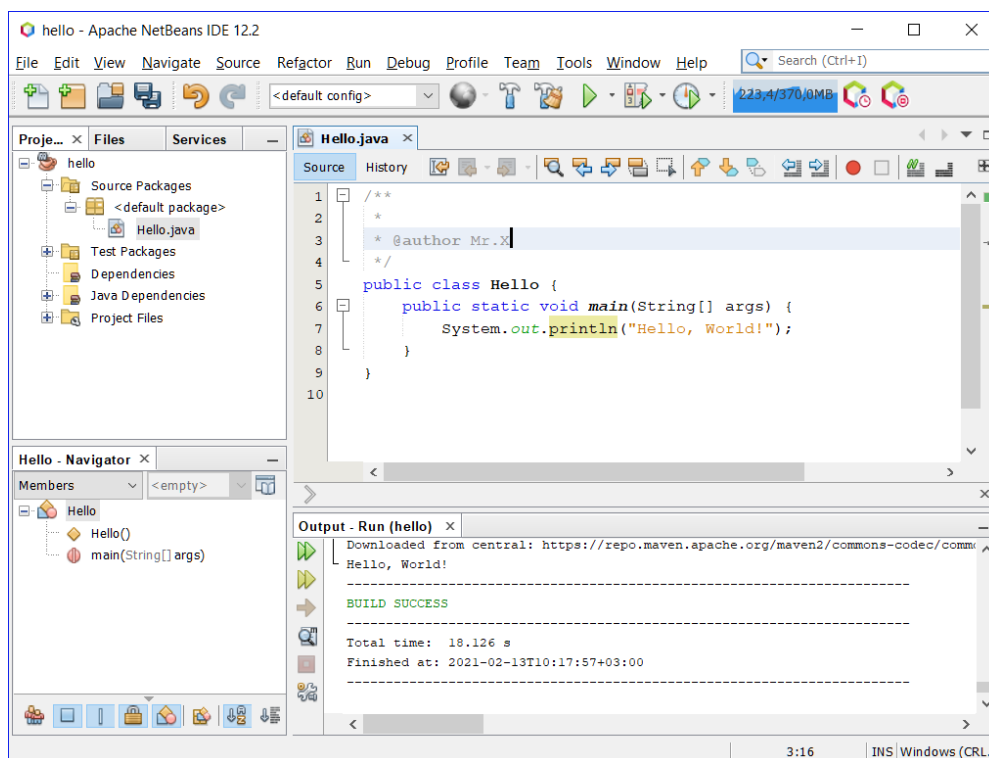 hello - Apache NetBeans IDE 12.2
File Edit View Navigate Source Refactor Run Debug Profile Team Tools Window Help
Search (Ctrl+I)
<default config>
223,4/370,0MB
Proje... Files Services
hello
Source Packages
<default package>
Hello.java
Test Packages
Dependencies
Java Dependencies
Project Files
Hello - Navigator
Members <empty>
Hello
Hello()
main(String[] args)
Hello.java
Source History
1 /**
2 *
3 * @author Mr.X
4 */
5 public class Hello {
6 public static void main(String[] args) {
7 System.out.println("Hello, World!");
8 }
9 }
10
Output - Run (hello)
Downloaded from central: https://repo.maven.apache.org/maven2/commons-codec/comm
Hello, World!
------------------------------------------------------------------------
BUILD SUCCESS
------------------------------------------------------------------------
Total time: 18.126 s
Finished at: 2021-02-13T10:17:57+03:00
------------------------------------------------------------------------
3:16 INS Windows (CRL.